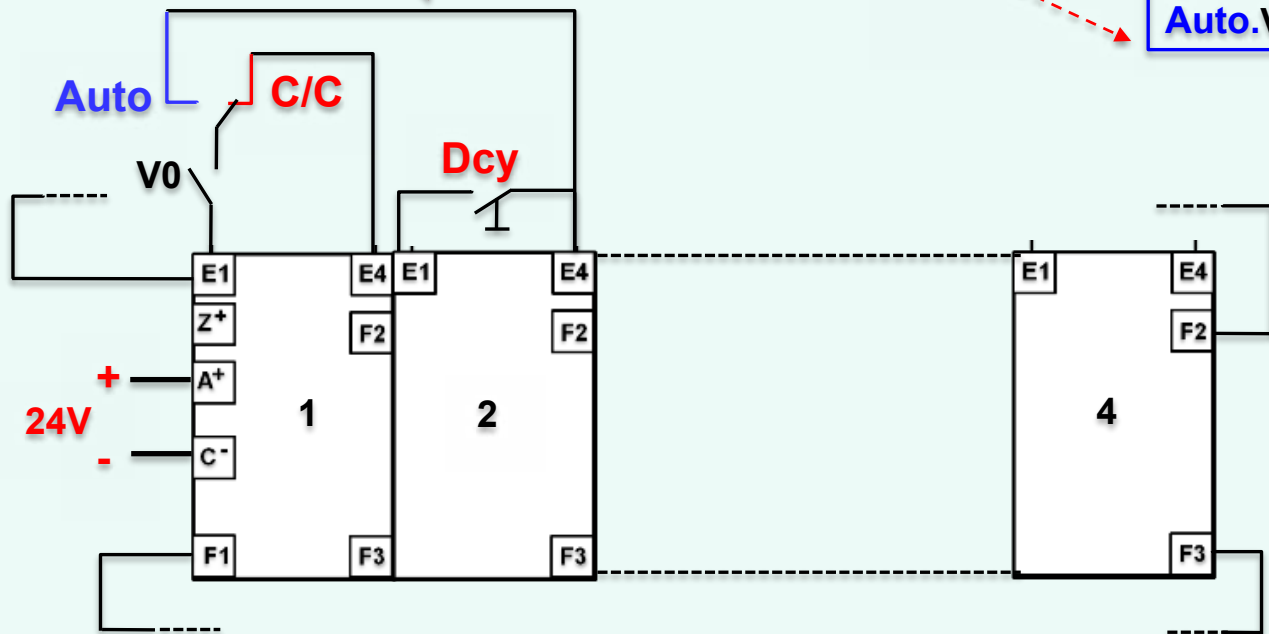 Auto.V
Auto
C/C
V0
Dcy
E1 E4 E1 E4 E1 E4
Z+ F2 F2 F2
+ A+
24V 1 2 4
- C-
F1 F3 F3 F3